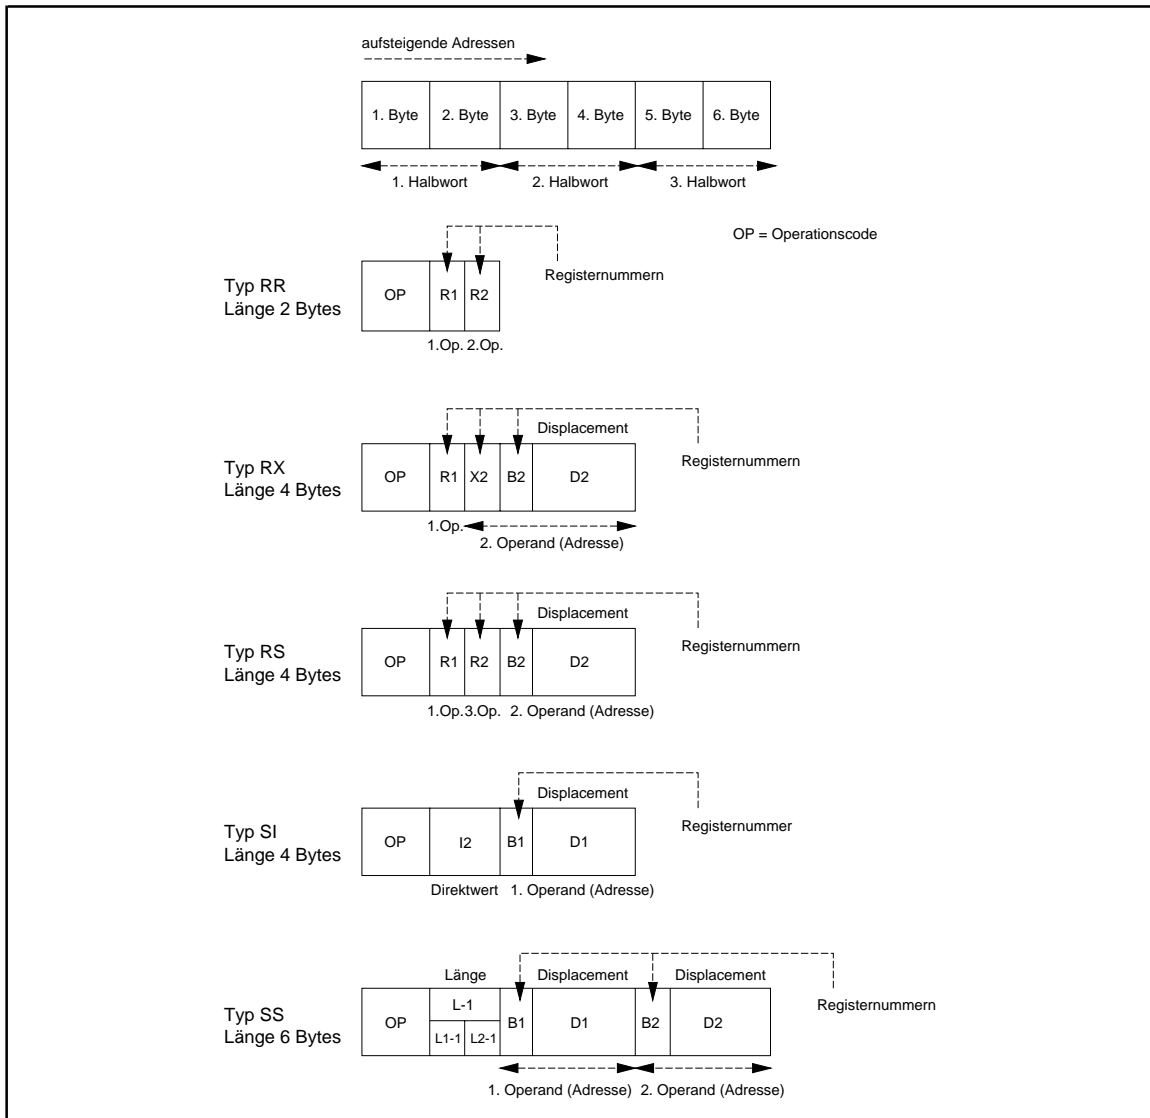 aufsteigende Adressen
1. Byte 2. Byte 3. Byte 4. Byte 5. Byte 6. Byte
1. Halbwort 2. Halbwort 3. Halbwort
OP = Operationscode
Registernummern
Typ RR
Länge 2 Bytes
OP R1 R2
1.Op. 2.Op.
Displacement
Registernummern
Typ RX
Länge 4 Bytes
OP R1 X2 B2 D2
1.Op.
2. Operand (Adresse)
Displacement
Registernummern
Typ RS
Länge 4 Bytes
OP R1 R2 B2 D2
1.Op.3.Op. 2. Operand (Adresse)
Displacement
Registernummer
Typ SI
Länge 4 Bytes
OP I2 B1 D1
Direktwert 1. Operand (Adresse)
Länge Displacement Displacement
Registernummern
Typ SS
Länge 6 Bytes
OP L-1 B1 D1 B2 D2
L1-1 L2-1
1. Operand (Adresse) 2. Operand (Adresse)